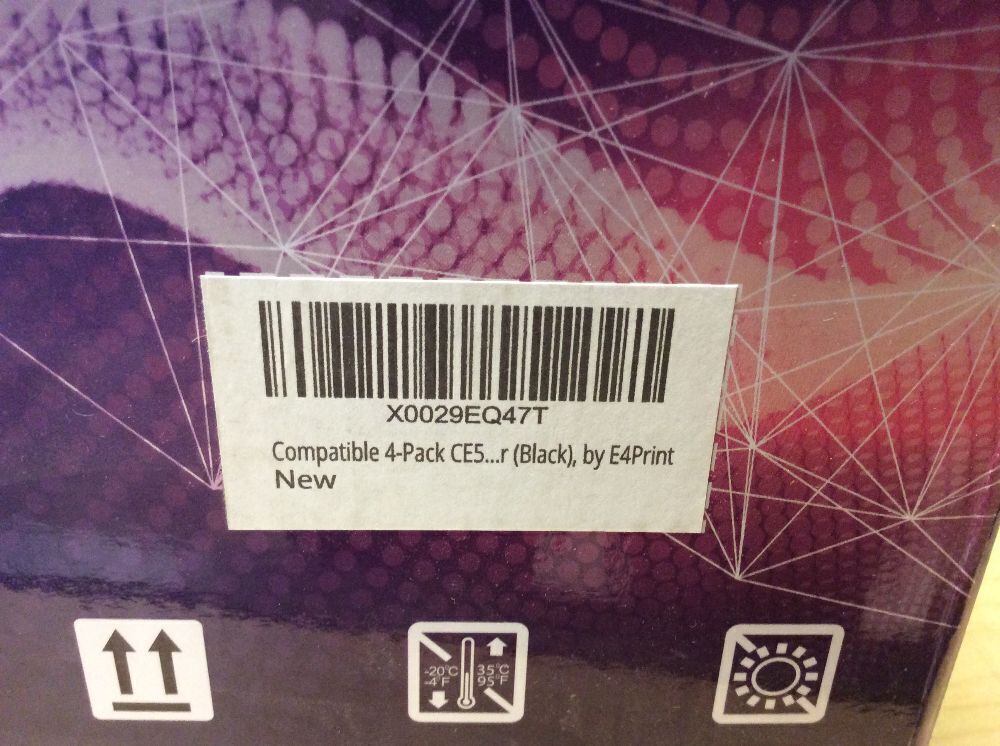 X0029EQ47T
Compatible 4-Pack CE5...r (Black), by E4Print
New
-20°C 35°C
-4°F 95°F